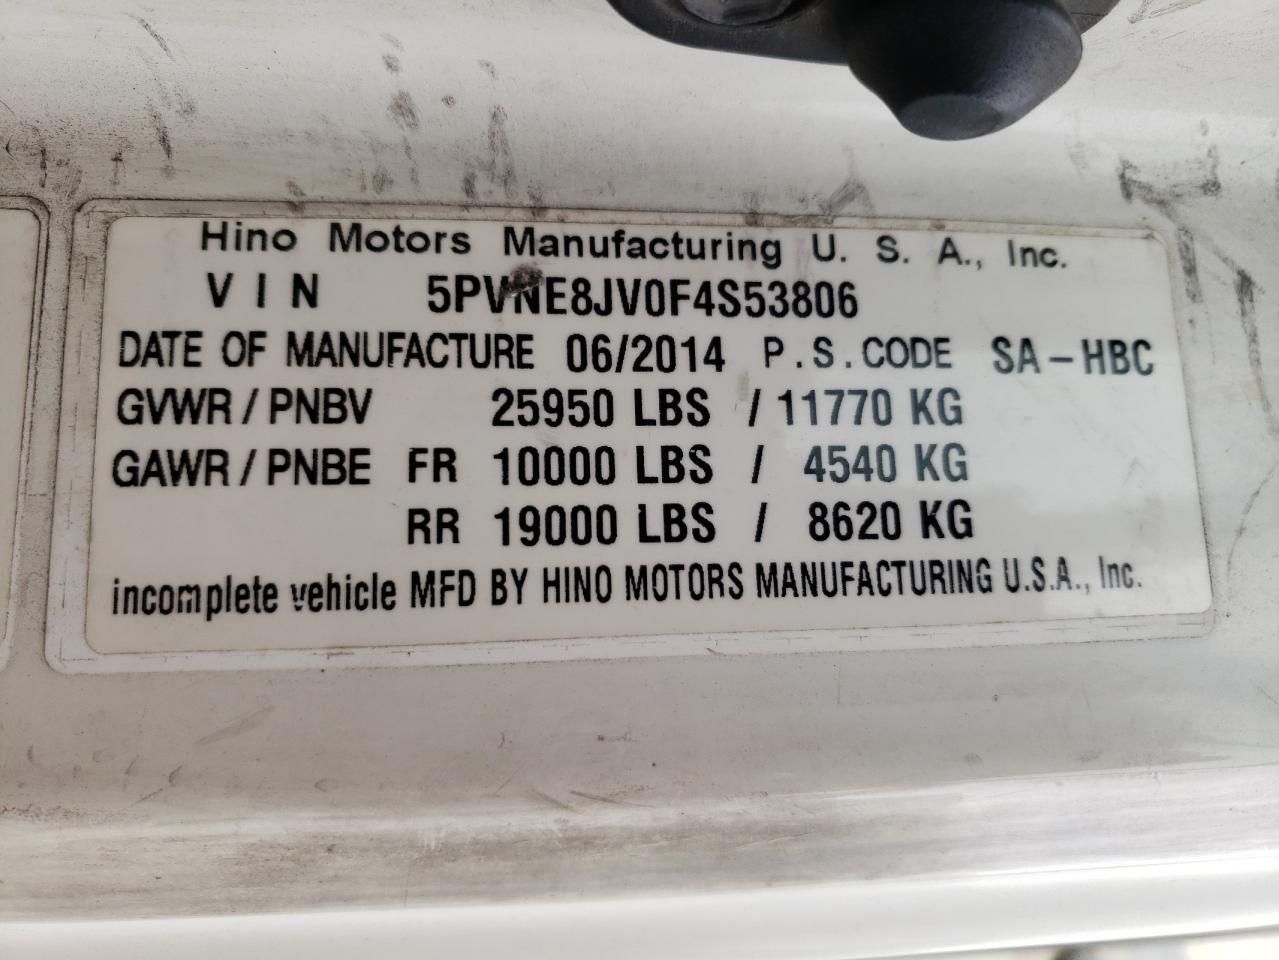 Hino Motors Manufacturing U. S. A., Inc.
VIN 5PVNE8JV0F4S53806
DATE OF MANUFACTURE 06/2014 P.S.CODE SA-HBC
GVWR / PNBV 25950 LBS / 11770 KG
GAWR / PNBE FR 10000 LBS / 4540 KG
RR 19000 LBS / 8620 KG
incomplete vehicle MFD BY HINO MOTORS MANUFACTURING U.S.A., Inc.